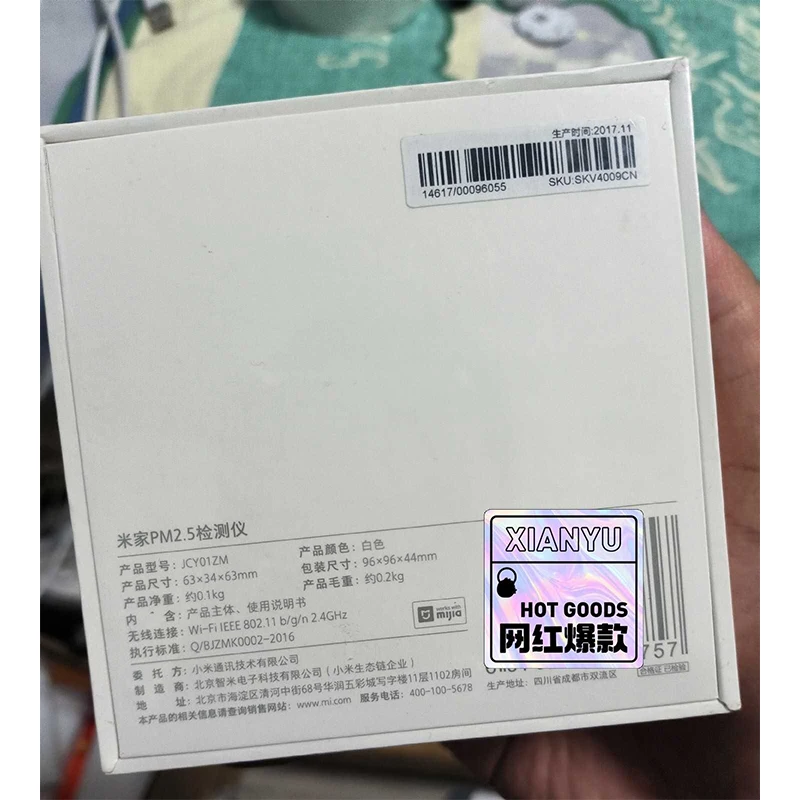 生产时间:2017.11
14617/00096055
SKU:SKV4009CN
米家PM2.5检测仪
产品型号: JCY01ZM
产品颜色: 白色
产品尺寸: 63×34×63mm
包装尺寸: 96×96×44mm
产品净重: 约0.1kg
产品毛重: 约0.2kg
内 含: 产品主体、使用说明书
无线连接: Wi-Fi IEEE 802.11 b/g/n 2.4GHz
执行标准: Q/BJZMK0002-2016
works with
mijia
XIANYU
HOT GOODS
网红爆款
757
委 托 方: 小米通讯技术有限公司
制 造 商: 北京智米电子科技有限公司（小米生态链企业）
地 址: 北京市海淀区清河中街68号华润五彩城写字楼11层1102房间
生产地址: 四川省成都市双流区
合格证 已检验
本产品的相关信息请查询销售网站: www.mi.com 服务电话: 400-100-5678